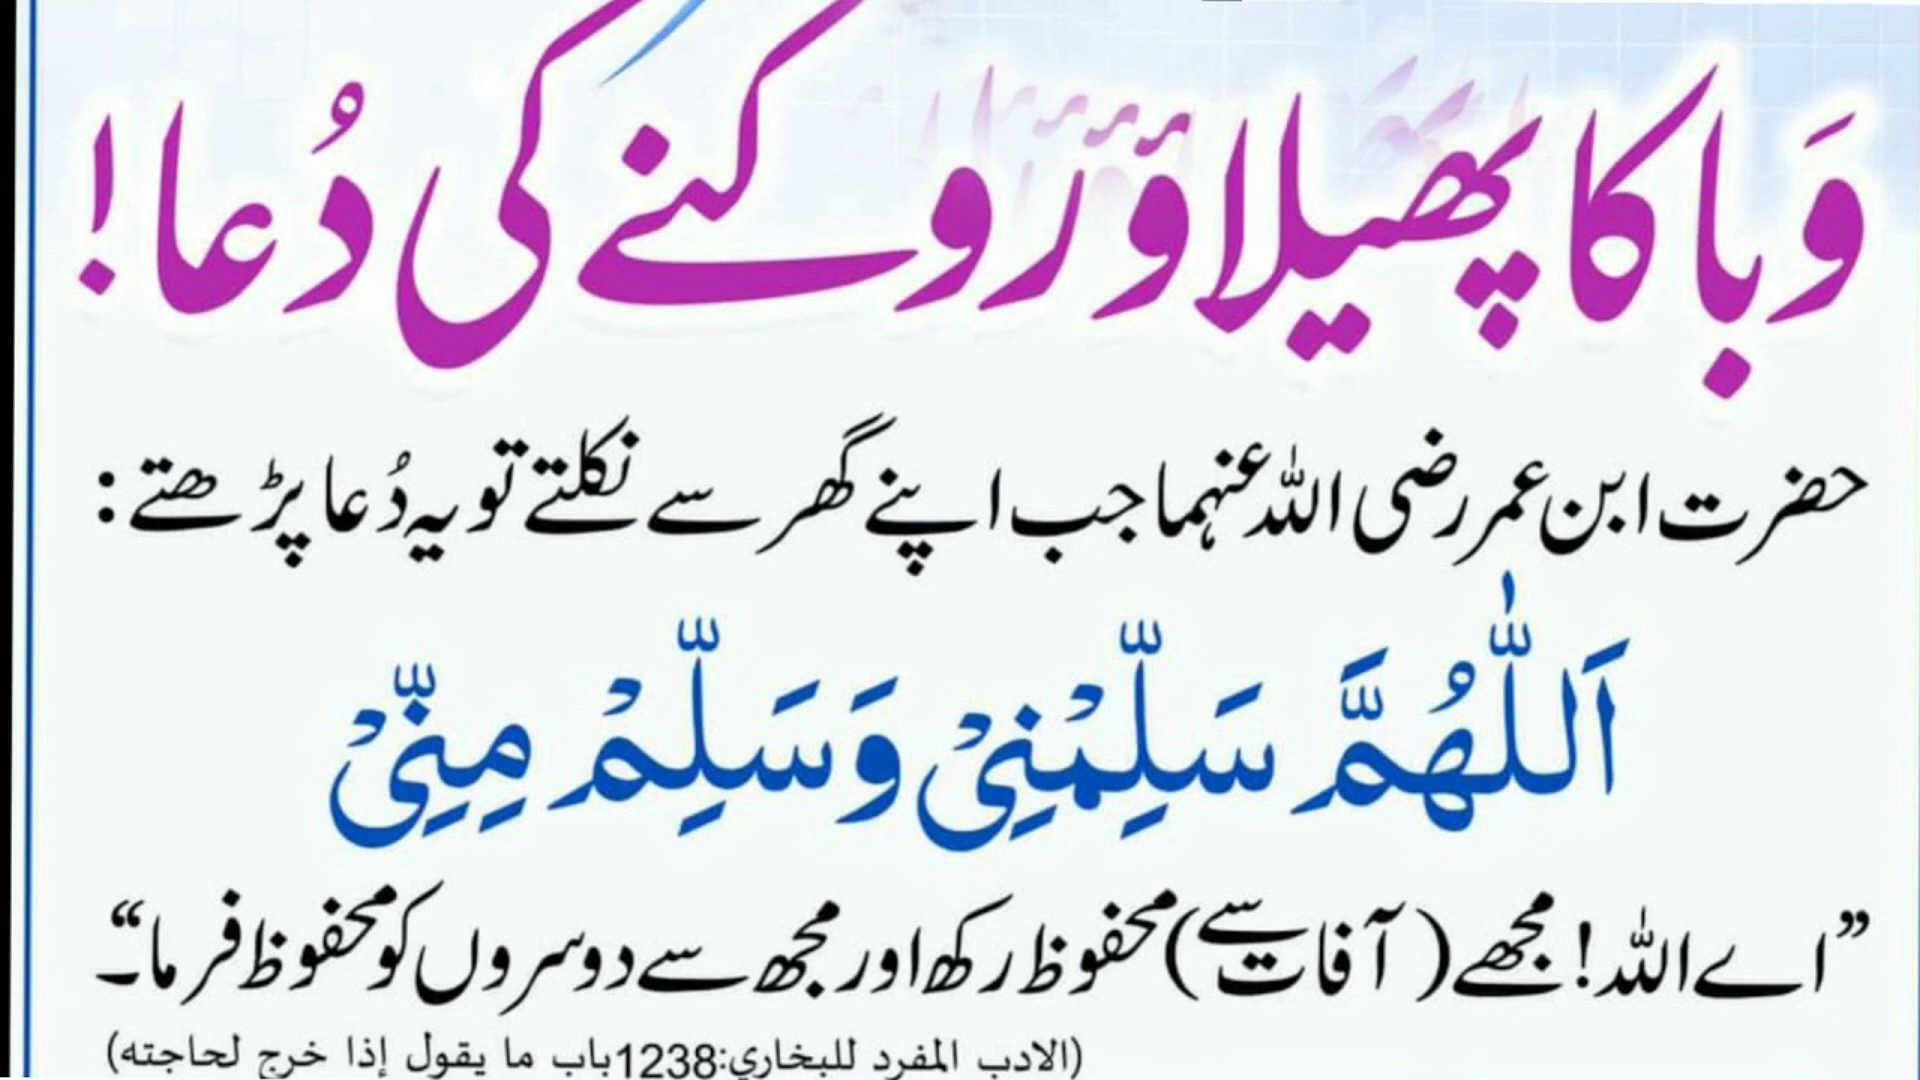 وَبا کا پھیلاؤ روکنے کی دُعا!
حضرت ابن عمر رضی اللہ عنہما جب اپنے گھر سے نکلتے تو یہ دُعا پڑھتے:
اَللّٰهُمَّ سَلِّمْنِیْ وَسَلِّمْ مِنِّیْ
”اے اللہ! مجھے (آفات سے) محفوظ رکھ اور مجھ سے دوسروں کو محفوظ فرما۔“
(الادب المفرد للبخاري:1238باب ما يقول إذا خرج لحاجته)